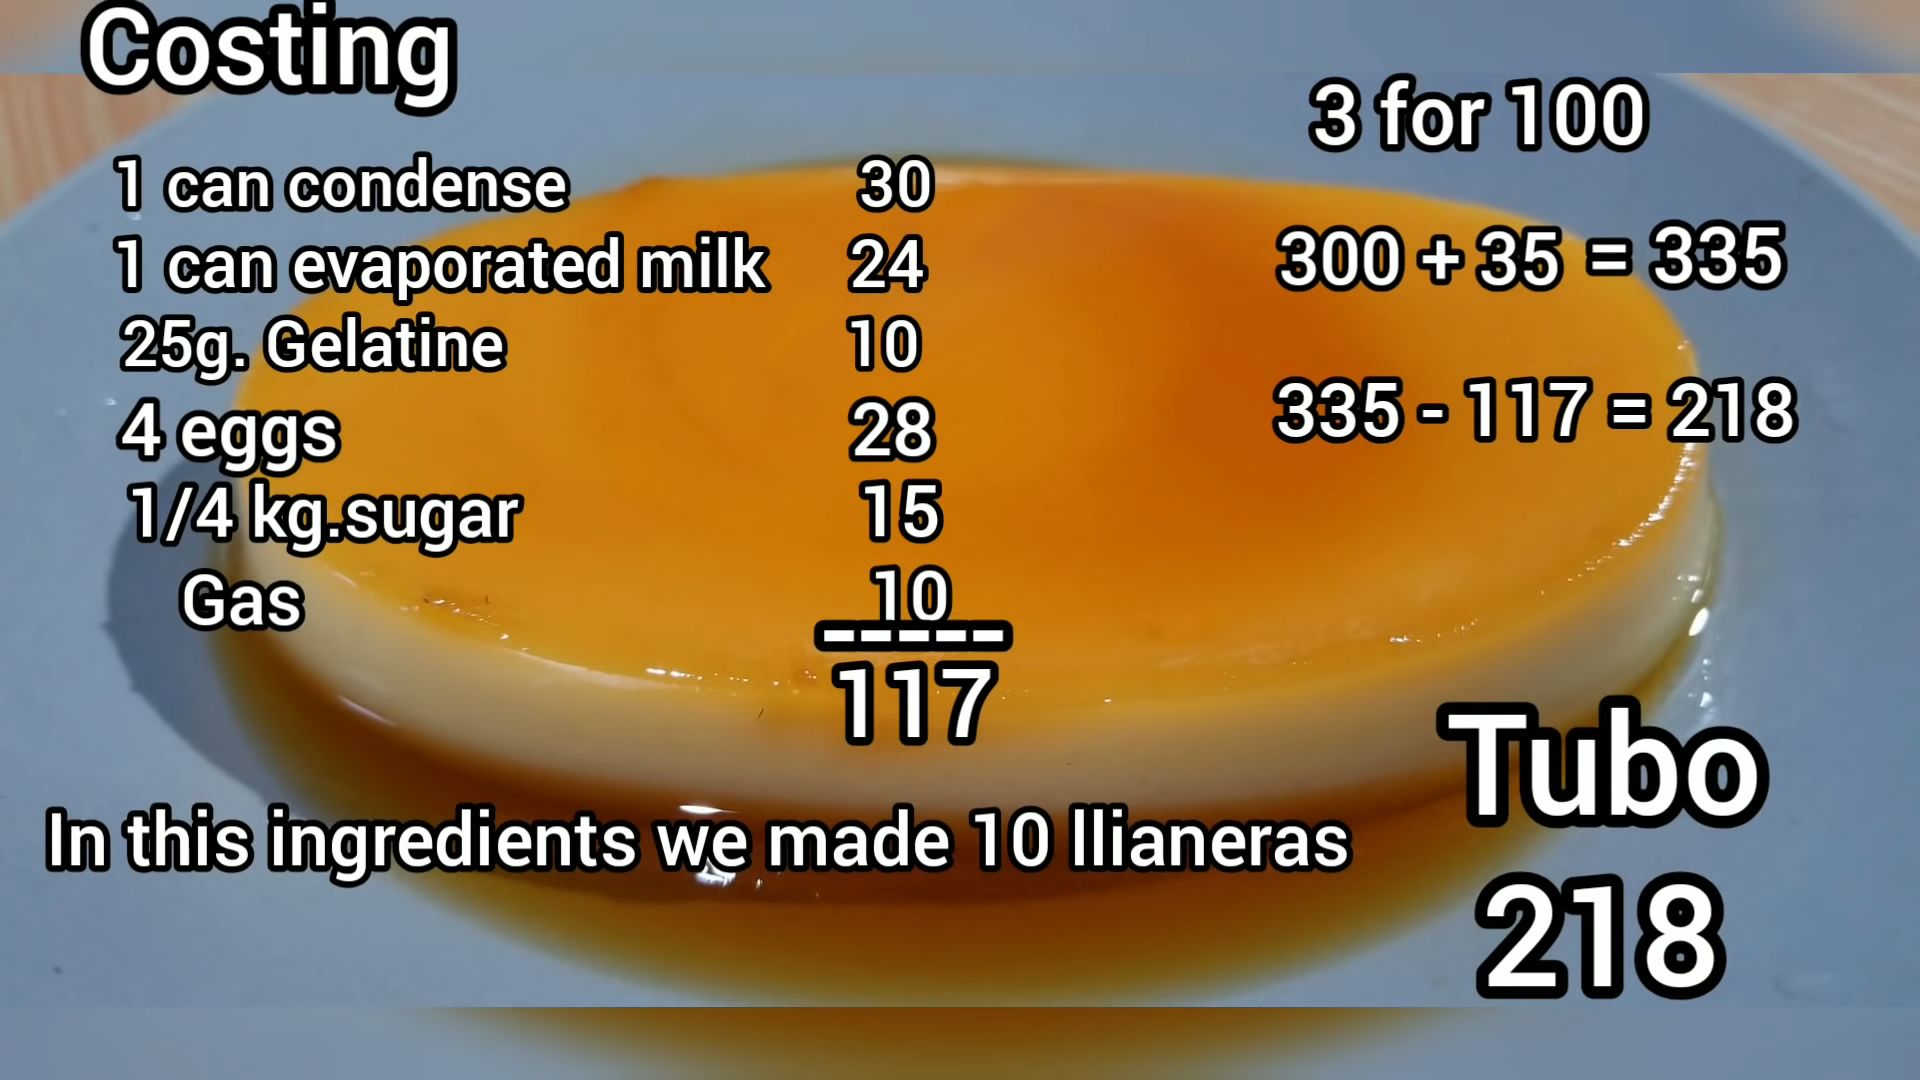 Costing
1 can condense 30
1 can evaporated milk 24
25g. Gelatine 10
4 eggs 28
1/4 kg.sugar 15
Gas 10
-----
117
In this ingredients we made 10 llianeras
3 for 100
300 + 35 = 335
335 - 117 = 218
Tubo
218